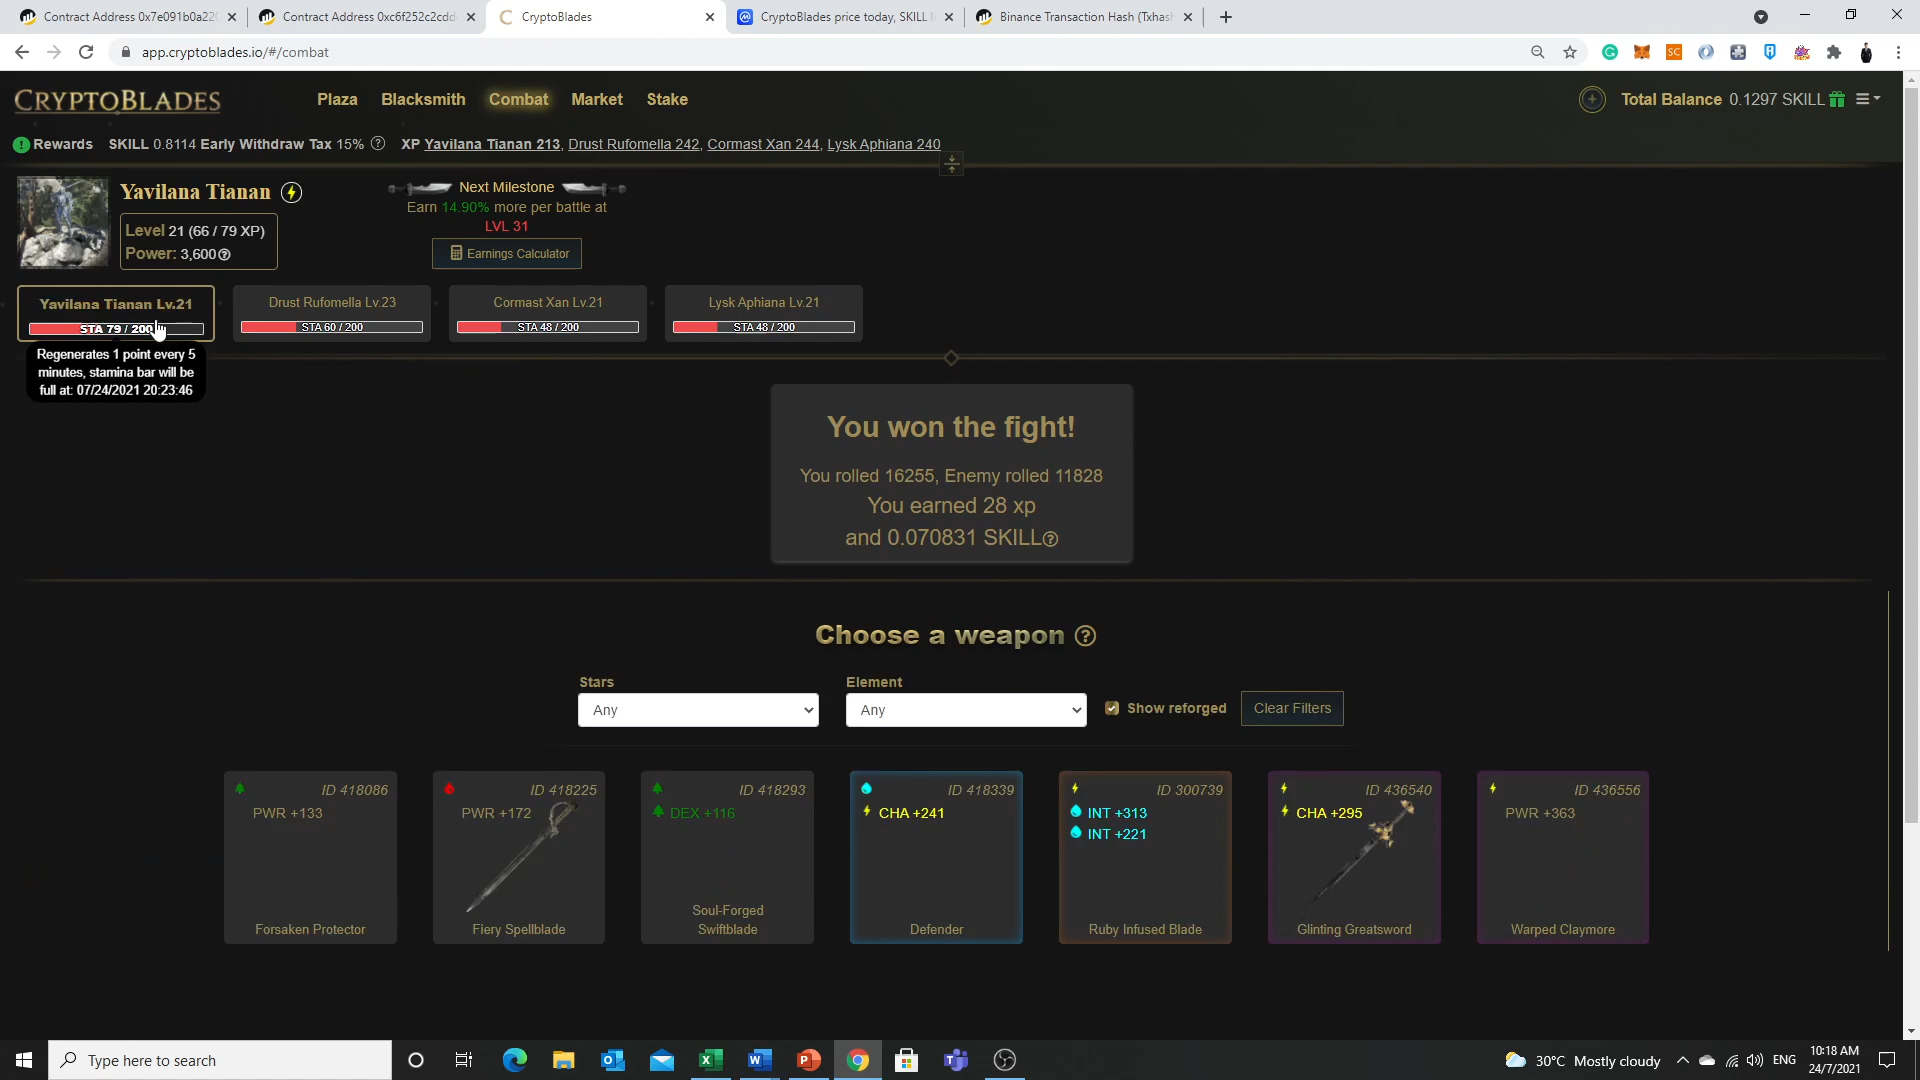 Contract Address 0x7e091b0a220
Contract Address 0xc6f252c2cdd
CryptoBlades
CryptoBlades price today, SKILL
Binance Transaction Hash (Txhash
app.cryptoblades.io/#/combat
CRYPTOBLADES
Plaza
Blacksmith
Combat
Market
Stake
Total Balance 0.1297 SKILL
Rewards SKILL 0.8114 Early Withdraw Tax 15% XP Yavilana Tianan 213, Drust Rufomella 242, Cormast Xan 244, Lysk Aphiana 240
Yavilana Tianan
Level 21 (66 / 79 XP)
Power: 3,600
Next Milestone
Earn 14.90% more per battle at
LVL 31
Earnings Calculator
Yavilana Tianan Lv.21
STA 79 / 200
Drust Rufomella Lv.23
STA 60 / 200
Cormast Xan Lv.21
STA 48 / 200
Lysk Aphiana Lv.21
STA 48 / 200
Regenerates 1 point every 5
minutes, stamina bar will be
full at: 07/24/2021 20:23:46
You won the fight!
You rolled 16255, Enemy rolled 11828
You earned 28 xp
and 0.070831 SKILL
Choose a weapon
Stars
Any
Element
Any
Show reforged
Clear Filters
ID 418086
PWR +133
Forsaken Protector
ID 418225
PWR +172
Fiery Spellblade
ID 418293
DEX +116
Soul-Forged
Swiftblade
ID 418339
CHA +241
Defender
ID 300739
INT +313
INT +221
Ruby Infused Blade
ID 436540
CHA +295
Glinting Greatsword
ID 436556
PWR +363
Warped Claymore
Type here to search
30°C Mostly cloudy
ENG
10:18 AM
24/7/2021